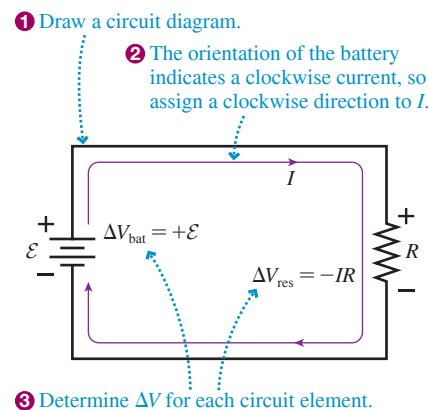 ❶ Draw a circuit diagram.
❷ The orientation of the battery
indicates a clockwise current, so
assign a clockwise direction to I.
I
+
ℰ
−
ΔV_bat = +ℰ
ΔV_res = −IR
+
R
−
❸ Determine ΔV for each circuit element.